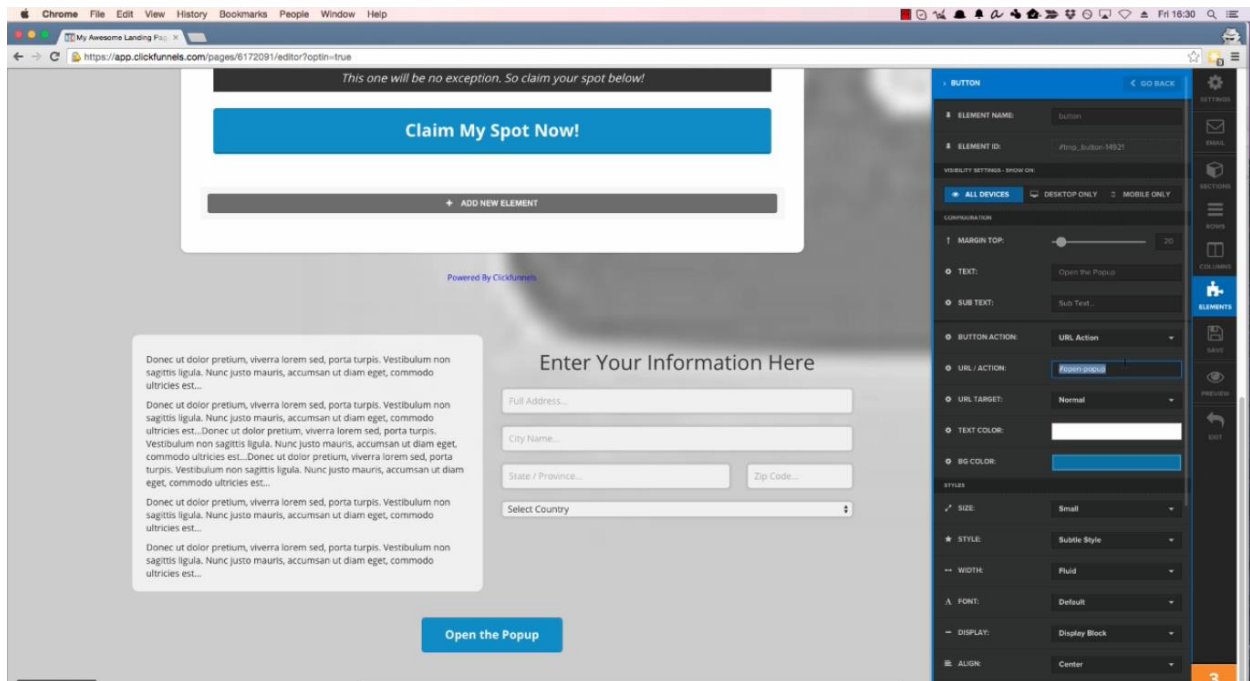 Chrome File Edit View History Bookmarks People Window Help
Fri 16:30
My Awesome Landing Pag
https://app.clickfunnels.com/pages/6172091/editor?optin=true
This one will be no exception. So claim your spot below!
Claim My Spot Now!
+ ADD NEW ELEMENT
Powered By Clickfunnels
Donec ut dolor pretium, viverra lorem sed, porta turpis. Vestibulum non
sagittis ligula. Nunc justo mauris, accumsan ut diam eget, commodo
ultricies est...
Donec ut dolor pretium, viverra lorem sed, porta turpis. Vestibulum non
sagittis ligula. Nunc justo mauris, accumsan ut diam eget, commodo
ultricies est...Donec ut dolor pretium, viverra lorem sed, porta turpis.
Vestibulum non sagittis ligula. Nunc justo mauris, accumsan ut diam eget,
commodo ultricies est...Donec ut dolor pretium, viverra lorem sed, porta
turpis. Vestibulum non sagittis ligula. Nunc justo mauris, accumsan ut diam
eget, commodo ultricies est...
Donec ut dolor pretium, viverra lorem sed, porta turpis. Vestibulum non
sagittis ligula. Nunc justo mauris, accumsan ut diam eget, commodo
ultricies est...
Donec ut dolor pretium, viverra lorem sed, porta turpis. Vestibulum non
sagittis ligula. Nunc justo mauris, accumsan ut diam eget, commodo
ultricies est...
Enter Your Information Here
Full Address...
City Name...
State / Province... Zip Code...
Select Country
Open the Popup
BUTTON GO BACK
ELEMENT NAME: button
ELEMENT ID: #tmp_button-14921
VISIBILITY SETTINGS - SHOW ON:
ALL DEVICES DESKTOP ONLY MOBILE ONLY
CONFIGURATION
MARGIN TOP: 20
TEXT: Open the Popup
SUB TEXT: Sub Text...
BUTTON ACTION: URL Action
URL / ACTION: #open-popup
URL TARGET: Normal
TEXT COLOR:
BG COLOR:
STYLES
SIZE: Small
STYLE: Subtle Style
WIDTH: Fluid
FONT: Default
DISPLAY: Display Block
ALIGN: Center
SETTINGS
EMAIL
SECTIONS
ROWS
COLUMNS
ELEMENTS
SAVE
PREVIEW
EXIT
3